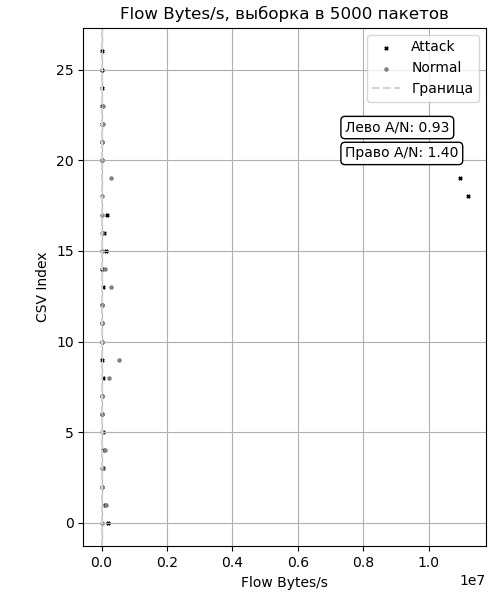 Flow Bytes/s, выборка в 5000 пакетов
Attack
Normal
Граница
Лево A/N: 0.93
Право A/N: 1.40
25
20
15
10
5
0
CSV Index
0.0 0.2 0.4 0.6 0.8 1.0
1e7
Flow Bytes/s